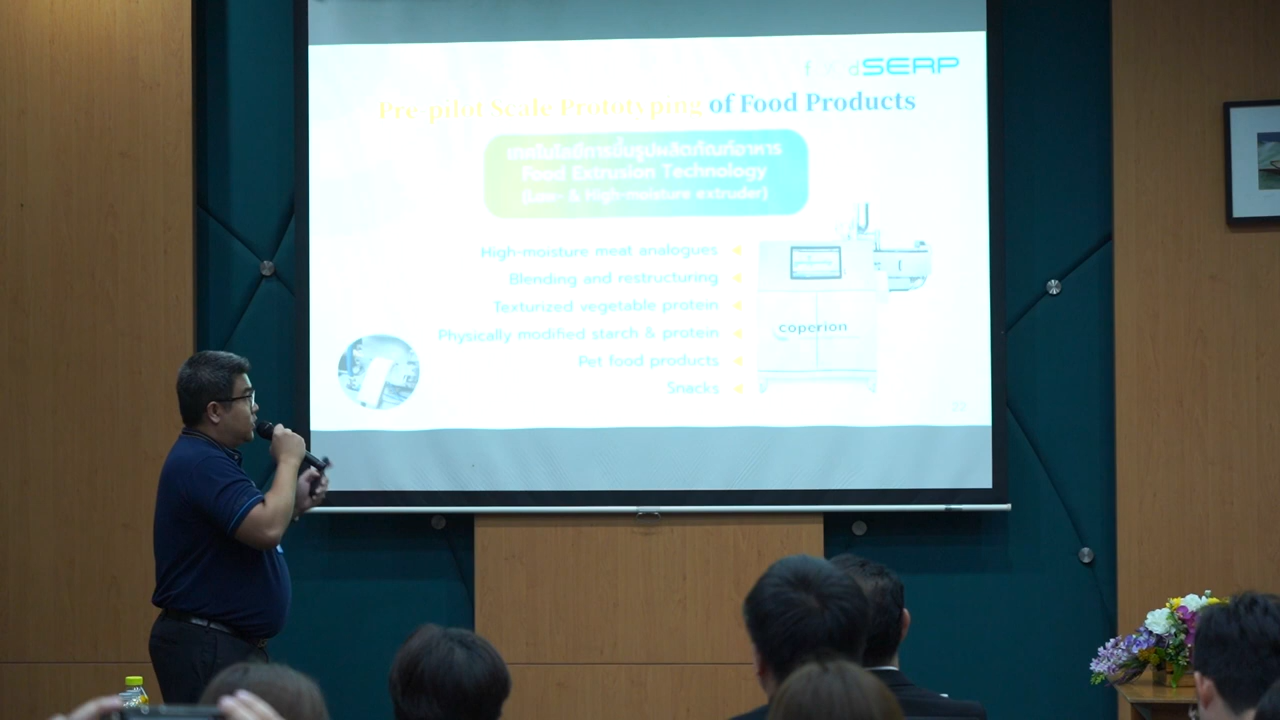 foodSERP
Pre-pilot Scale Prototyping of Food Products
เทคโนโลยีการขึ้นรูปผลิตภัณฑ์อาหาร
Food Extrusion Technology
(Low- & High-moisture extruder)
High-moisture meat analogues
Blending and restructuring
Texturized vegetable protein
Physically modified starch & protein
Pet food products
Snacks
coperion